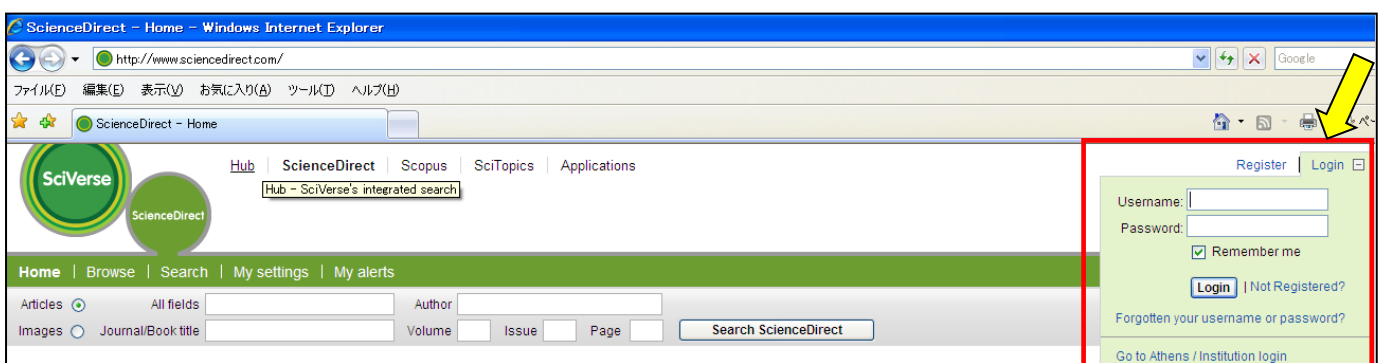 ScienceDirect - Home - Windows Internet Explorer
http://www.sciencedirect.com/
Google
ファイル(F) 編集(E) 表示(V) お気に入り(A) ツール(T) ヘルプ(H)
ScienceDirect - Home
SciVerse
ScienceDirect
Hub ScienceDirect Scopus SciTopics Applications
Hub - SciVerse's integrated search
Register Login
Username:
Password:
Remember me
Login | Not Registered?
Forgotten your username or password?
Go to Athens / Institution login
Home | Browse | Search | My settings | My alerts
Articles All fields Author
Images Journal/Book title Volume Issue Page Search ScienceDirect